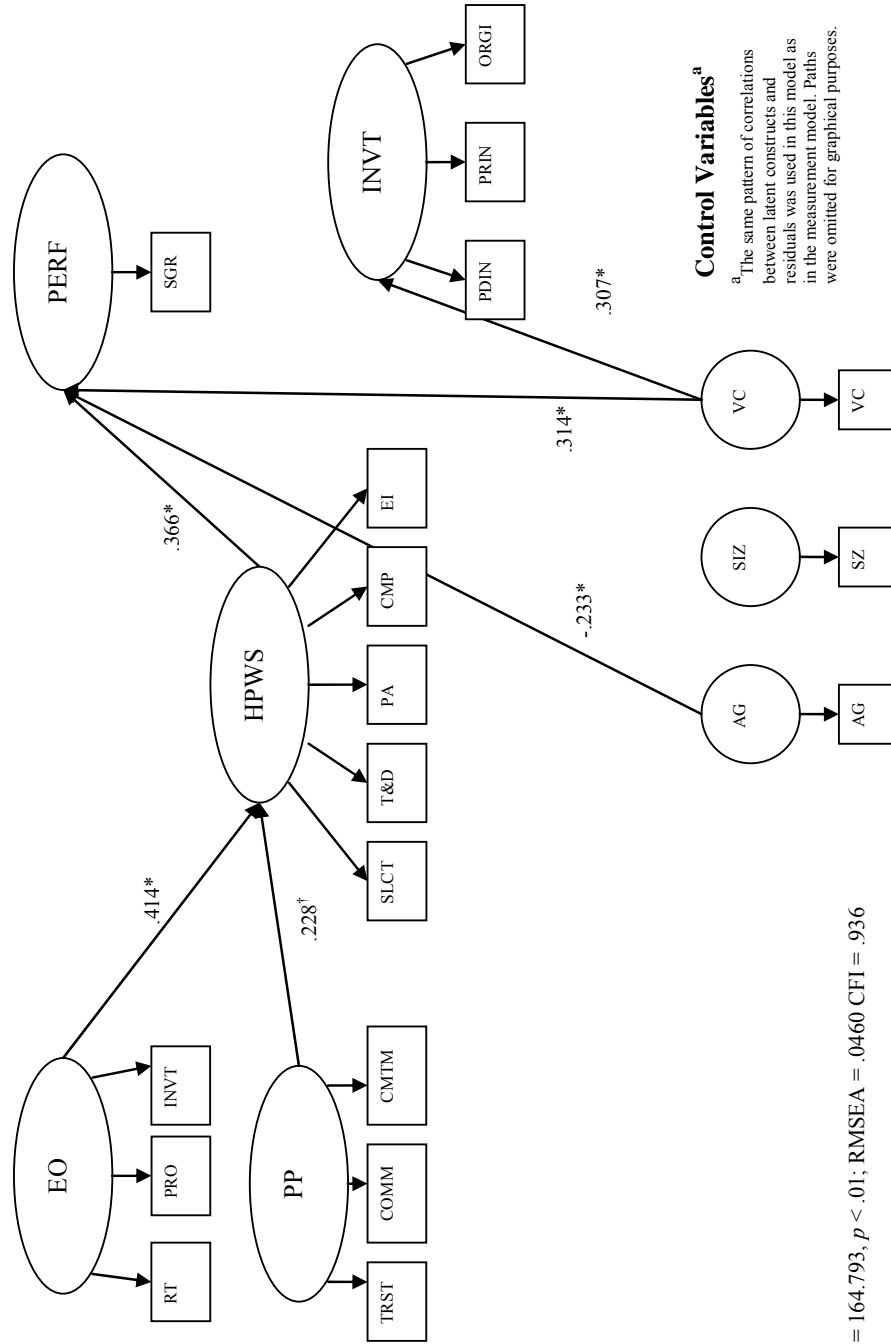 EO
RT
PRO
INVT
.414*
PP
TRST
COMM
CMTM
.228†
HPWS
SLCT
T&D
PA
CMP
EI
.366*
PERF
SGR
INVT
PDIN
PRIN
ORGI
-.233*
.314*
.307*
AG
AG
SIZ
SZ
VC
VC
Control Variablesᵃ
ᵃThe same pattern of correlations
between latent constructs and
residuals was used in this model as
in the measurement model. Paths
were omitted for graphical purposes.
= 164.793, p < .01; RMSEA = .0460 CFI = .936